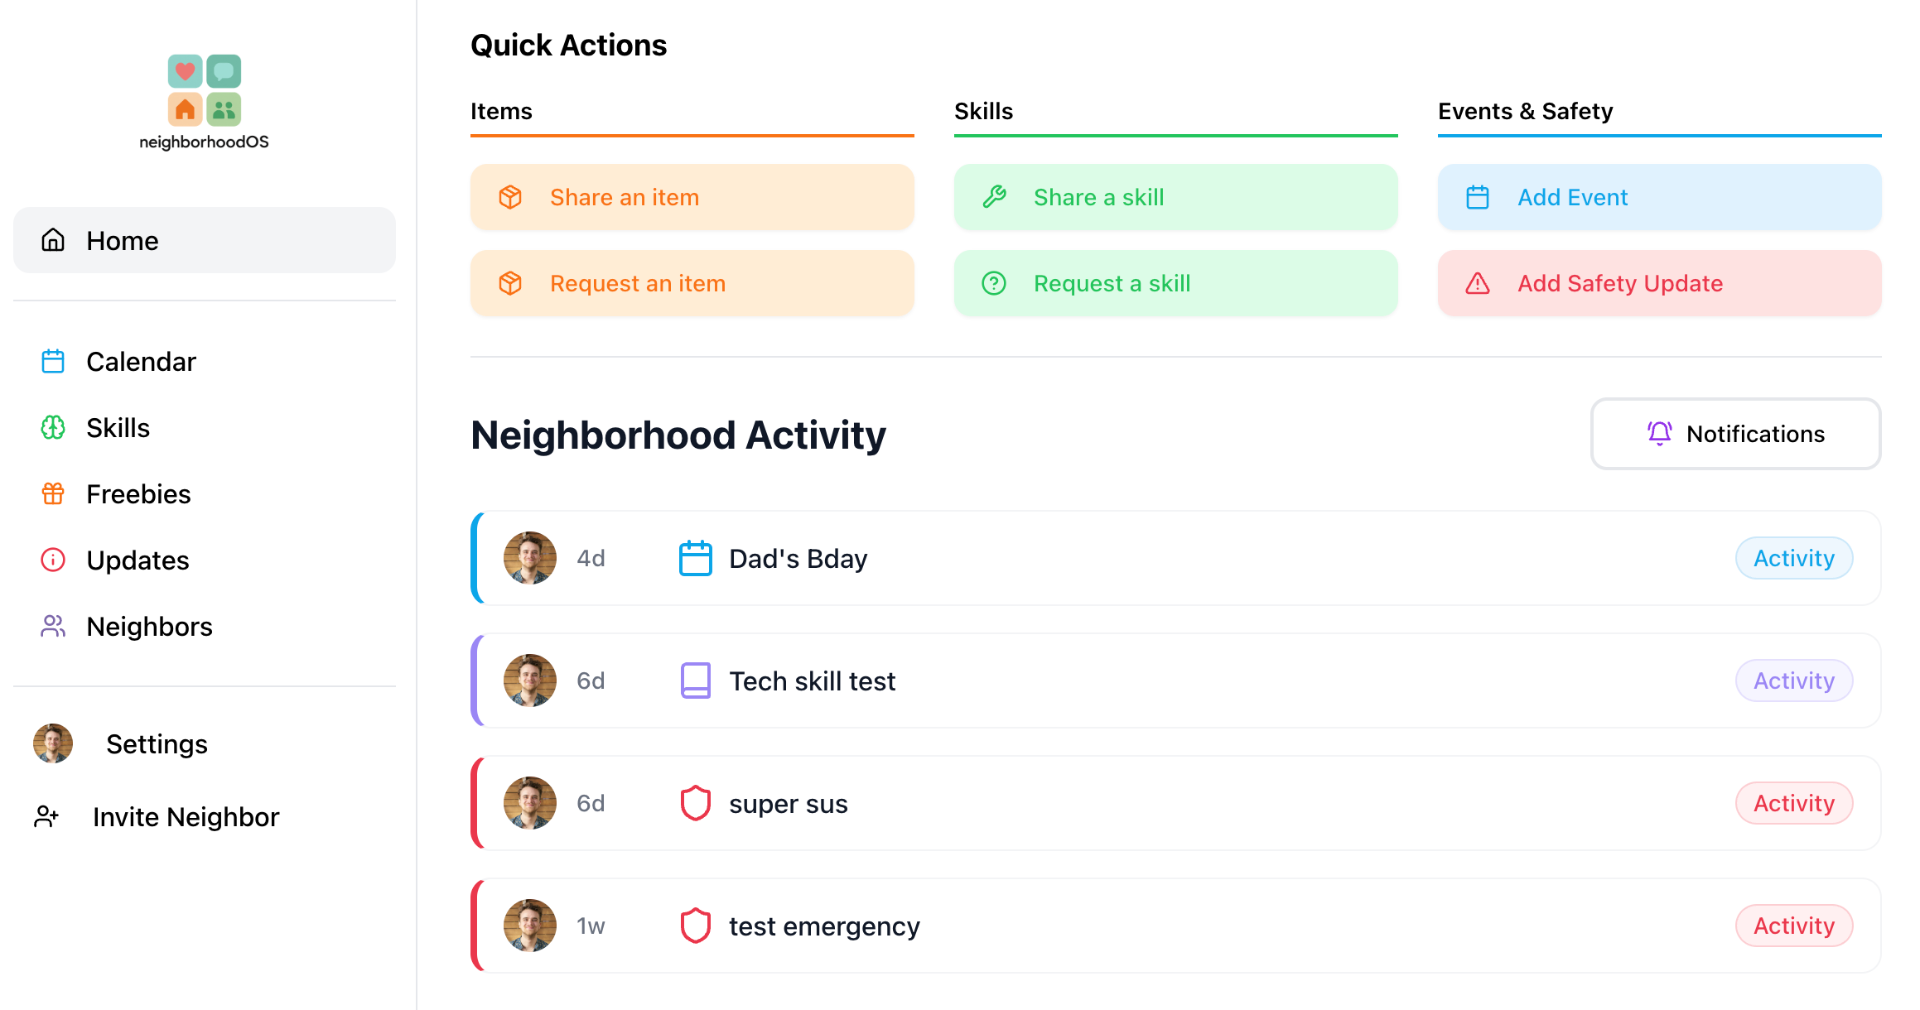 neighborhoodOS
Home
Calendar
Skills
Freebies
Updates
Neighbors
Settings
Invite Neighbor
Quick Actions
Items
Share an item
Request an item
Skills
Share a skill
Request a skill
Events & Safety
Add Event
Add Safety Update
Neighborhood Activity
Notifications
4d Dad's Bday Activity
6d Tech skill test Activity
6d super sus Activity
1w test emergency Activity